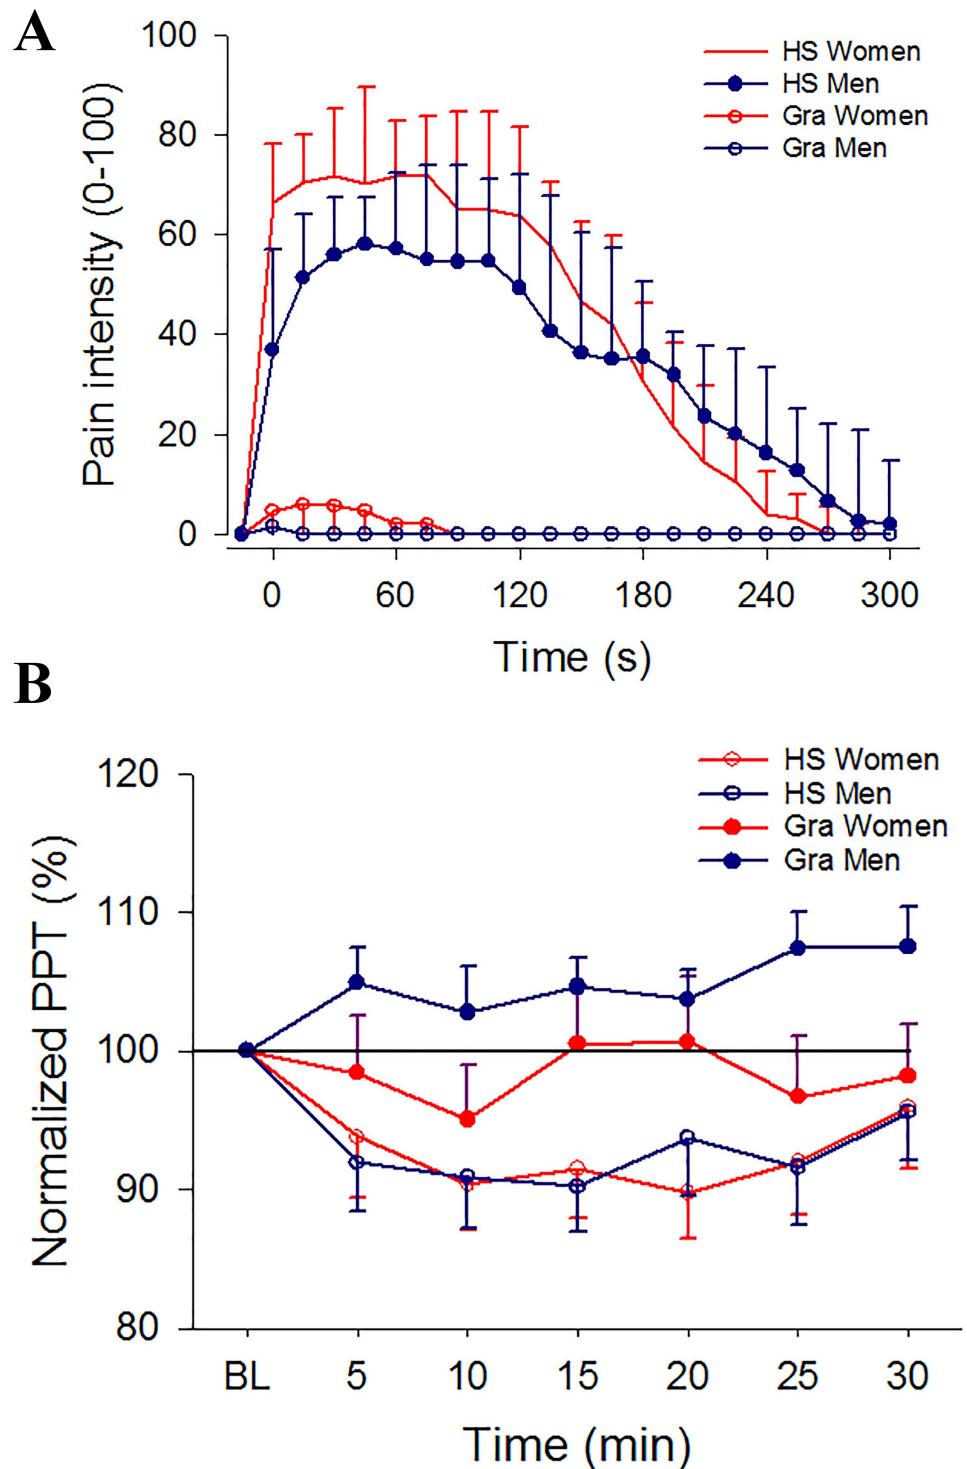 A
100
80
60
40
20
0
Pain intensity (0-100)
HS Women
HS Men
Gra Women
Gra Men
0 60 120 180 240 300
Time (s)
B
120
110
100
90
80
Normalized PPT (%)
HS Women
HS Men
Gra Women
Gra Men
BL 5 10 15 20 25 30
Time (min)